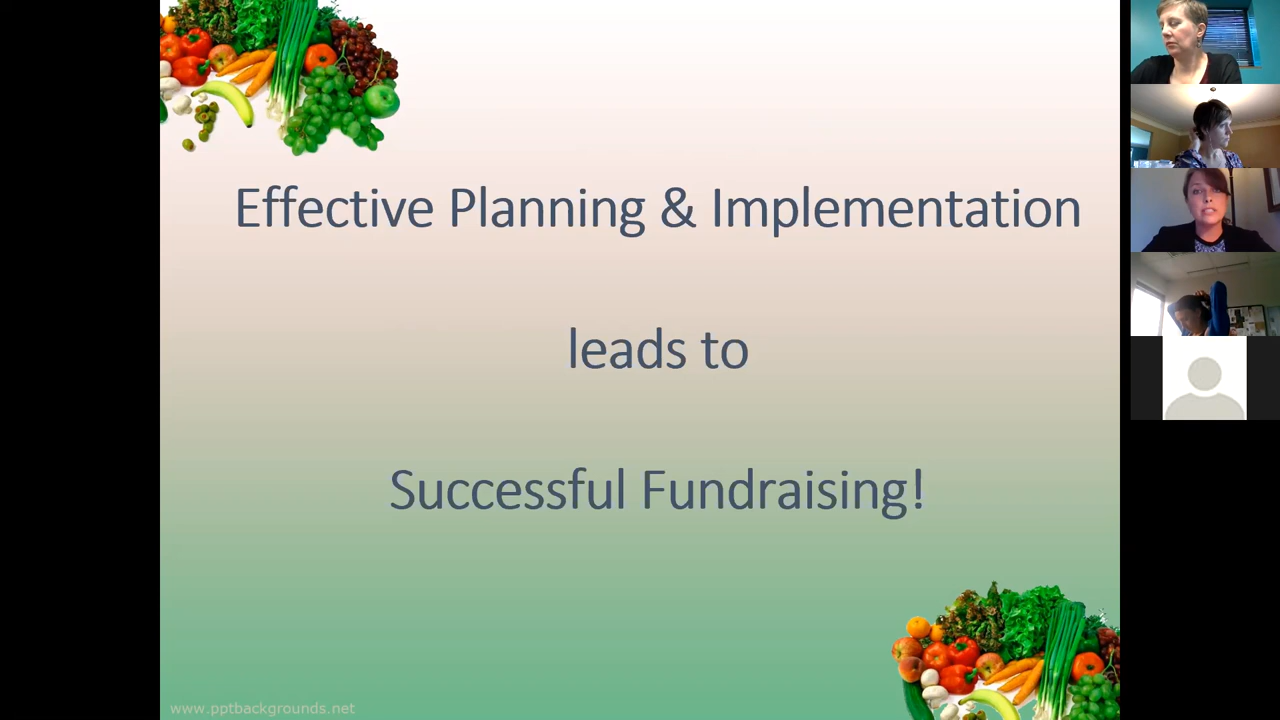 Effective Planning & Implementation
leads to
Successful Fundraising!
www.pptbackgrounds.net